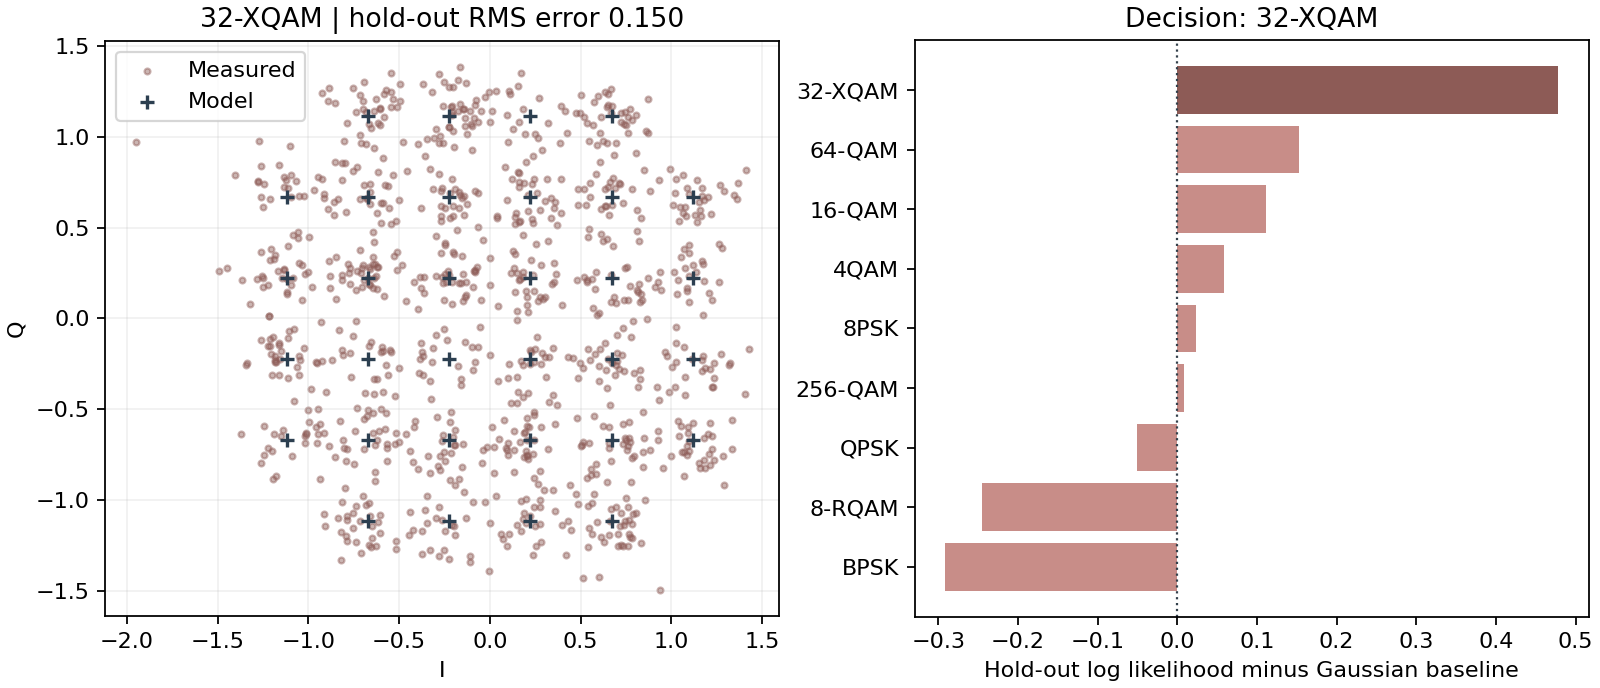 32-XQAM | hold-out RMS error 0.150
1.5
1.0
0.5
0.0
−0.5
−1.0
−1.5
Q
Measured
Model
−2.0
−1.5
−1.0
−0.5
0.0
0.5
1.0
1.5
I
Decision: 32-XQAM
32-XQAM
64-QAM
16-QAM
4QAM
8PSK
256-QAM
QPSK
8-RQAM
BPSK
−0.3
−0.2
−0.1
0.0
0.1
0.2
0.3
0.4
0.5
Hold-out log likelihood minus Gaussian baseline